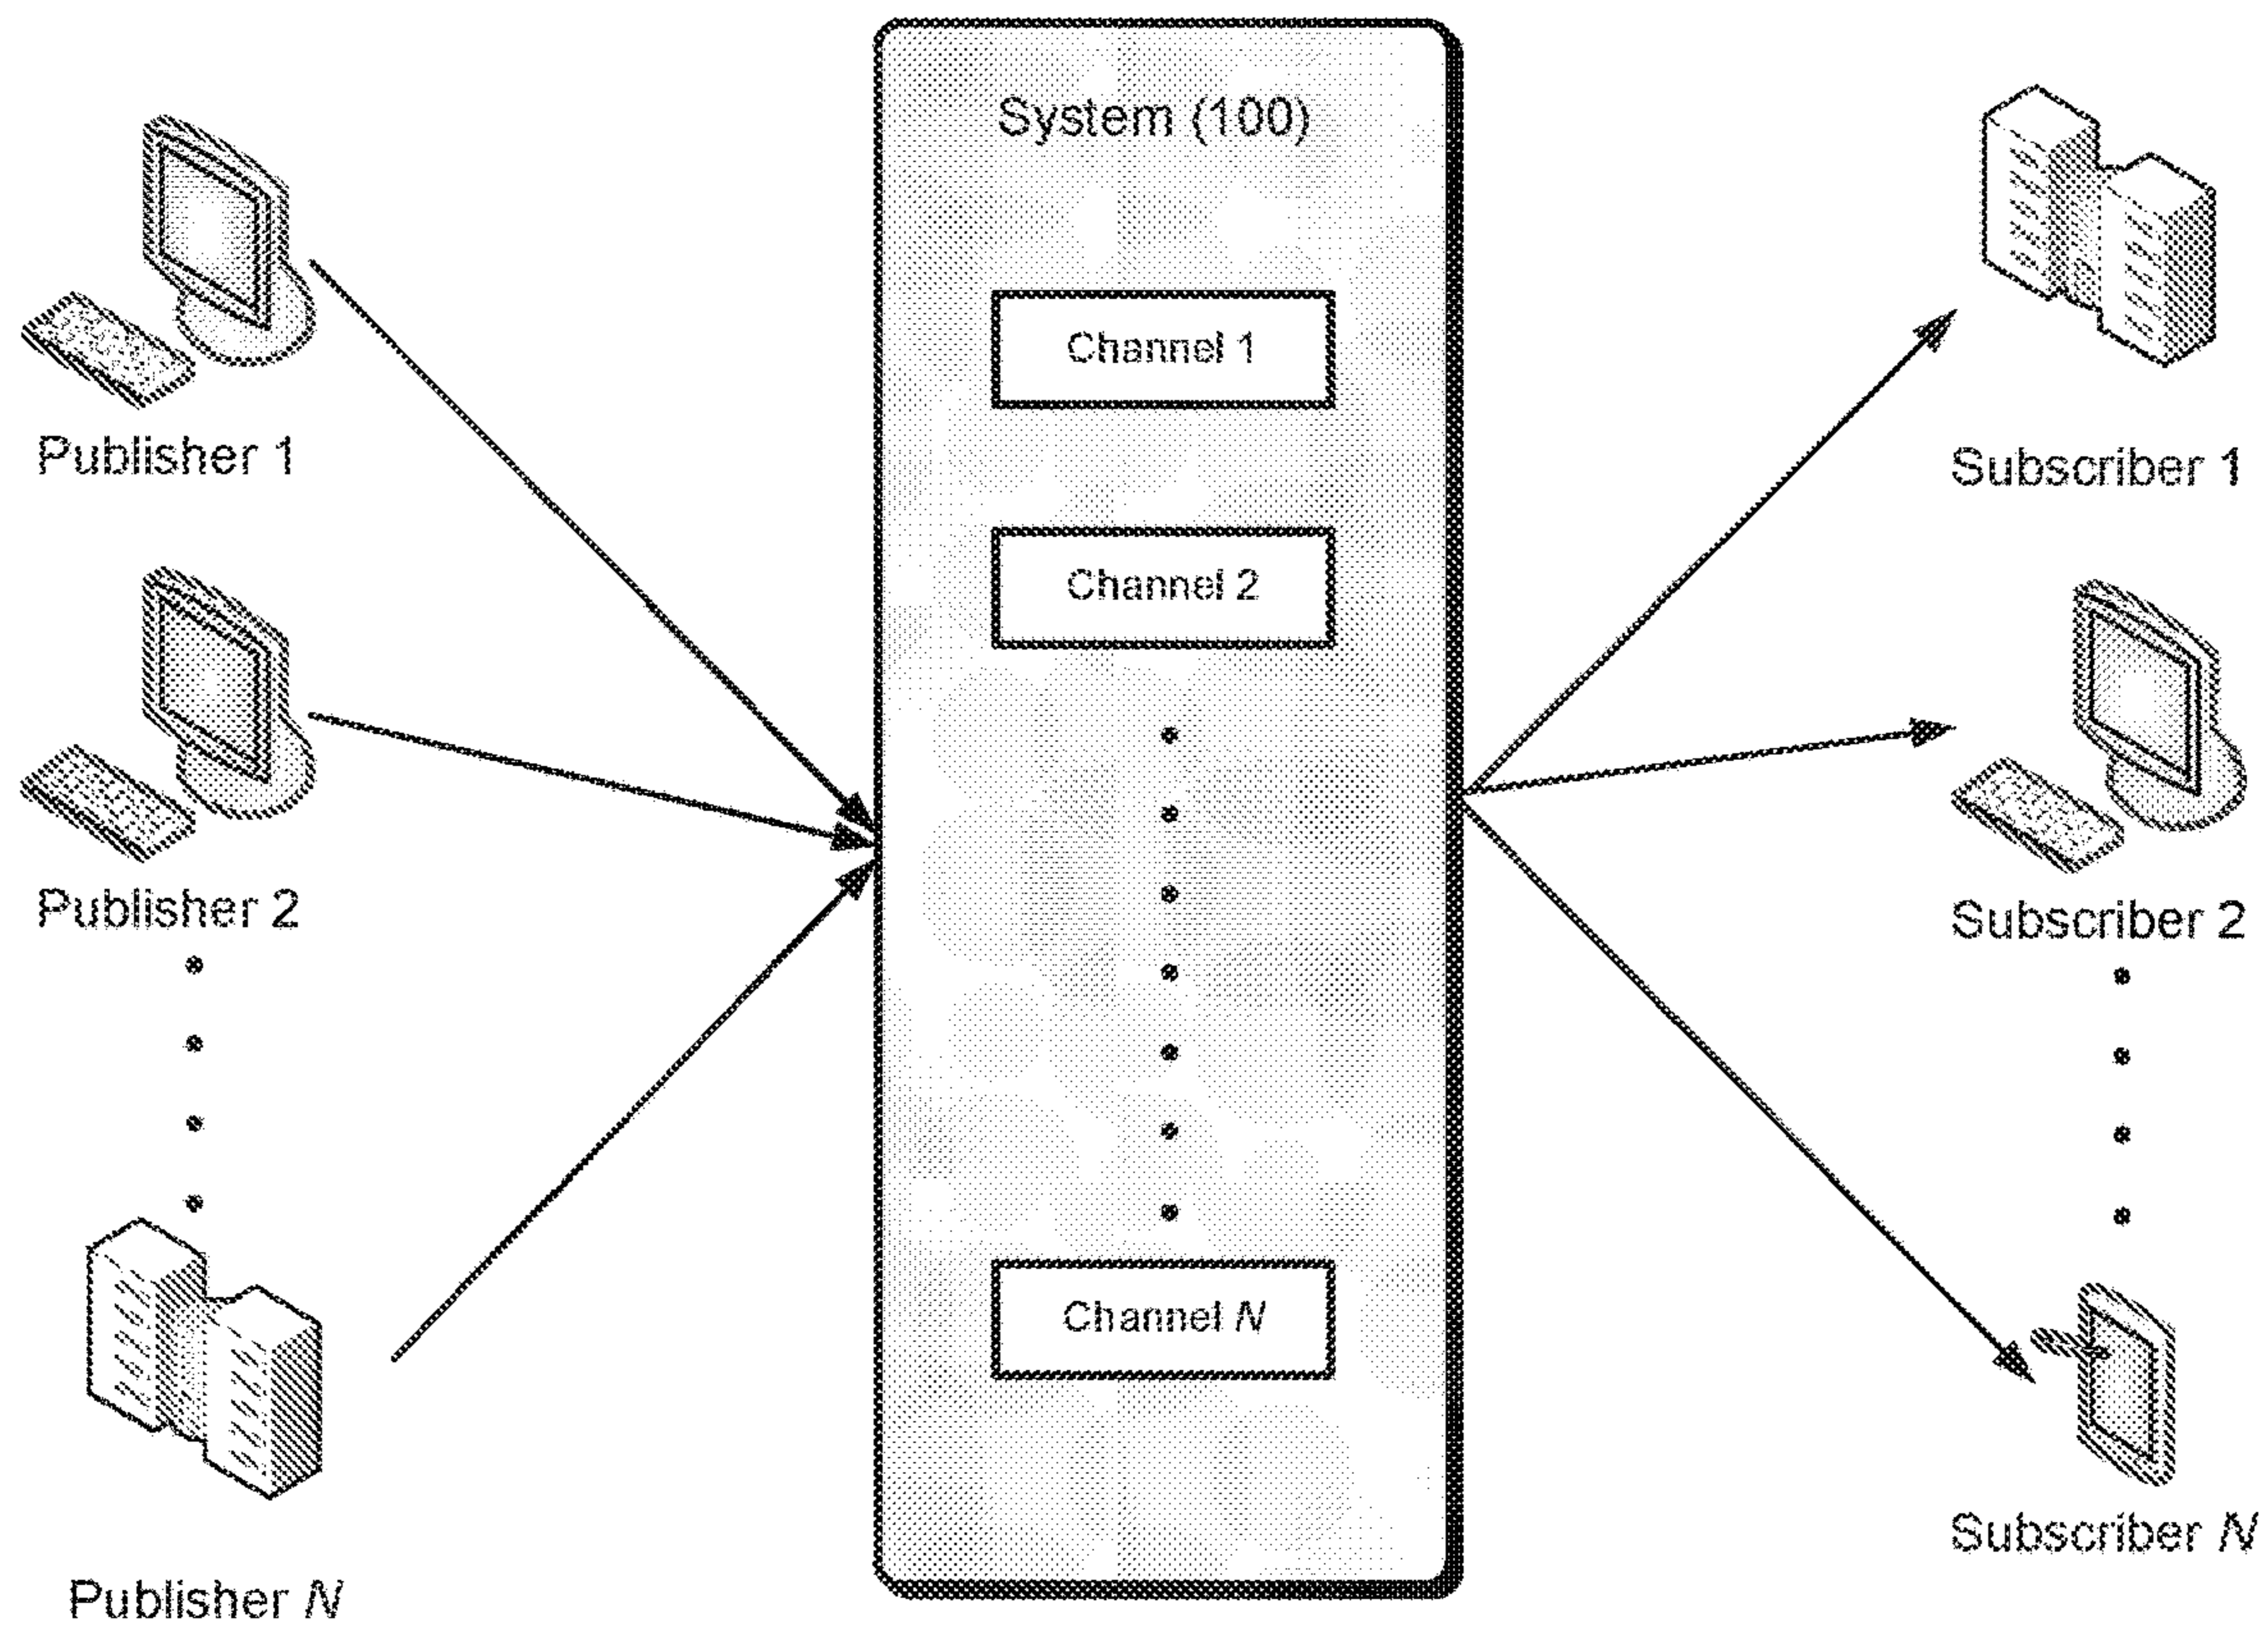 System (100)
Publisher 1
Publisher 2
Publisher N
Channel 1
Channel 2
Channel N
Subscriber 1
Subscriber 2
Subscriber N